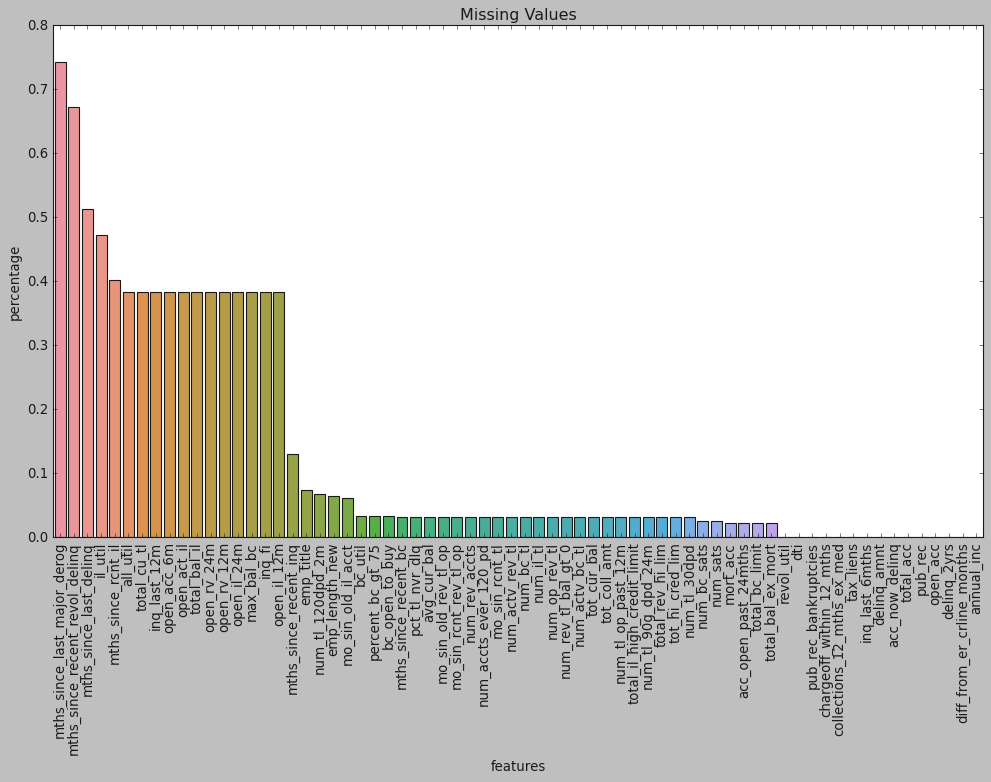 Missing Values
percentage
0.8
0.7
0.6
0.5
0.4
0.3
0.2
0.1
0.0
mths_since_last_major_derog
mths_since_recent_revol_delinq
mths_since_last_delinq
il_util
mths_since_rcnt_il
all_util
total_cu_tl
inq_last_12m
open_acc_6m
open_act_il
total_bal_il
open_rv_24m
open_rv_12m
open_il_24m
max_bal_bc
inq_fi
open_il_12m
mths_since_recent_inq
emp_title
num_tl_120dpd_2m
emp_length_new
mo_sin_old_il_acct
bc_util
percent_bc_gt_75
bc_open_to_buy
mths_since_recent_bc
pct_tl_nvr_dlq
avg_cur_bal
mo_sin_old_rev_tl_op
mo_sin_rcnt_rev_tl_op
num_rev_accts
num_accts_ever_120_pd
mo_sin_rcnt_tl
num_actv_rev_tl
num_bc_tl
num_il_tl
num_op_rev_tl
num_rev_tl_bal_gt_0
num_actv_bc_tl
tot_cur_bal
tot_coll_amt
num_tl_op_past_12m
total_il_high_credit_limit
num_tl_90g_dpd_24m
total_rev_hi_lim
tot_hi_cred_lim
num_tl_30dpd
num_bc_sats
num_sats
mort_acc
acc_open_past_24mths
total_bc_limit
total_bal_ex_mort
revol_util
dti
pub_rec_bankruptcies
chargeoff_within_12_mths
collections_12_mths_ex_med
tax_liens
inq_last_6mths
delinq_amnt
acc_now_delinq
total_acc
pub_rec
open_acc
delinq_2yrs
diff_from_er_crline_months
annual_inc
features